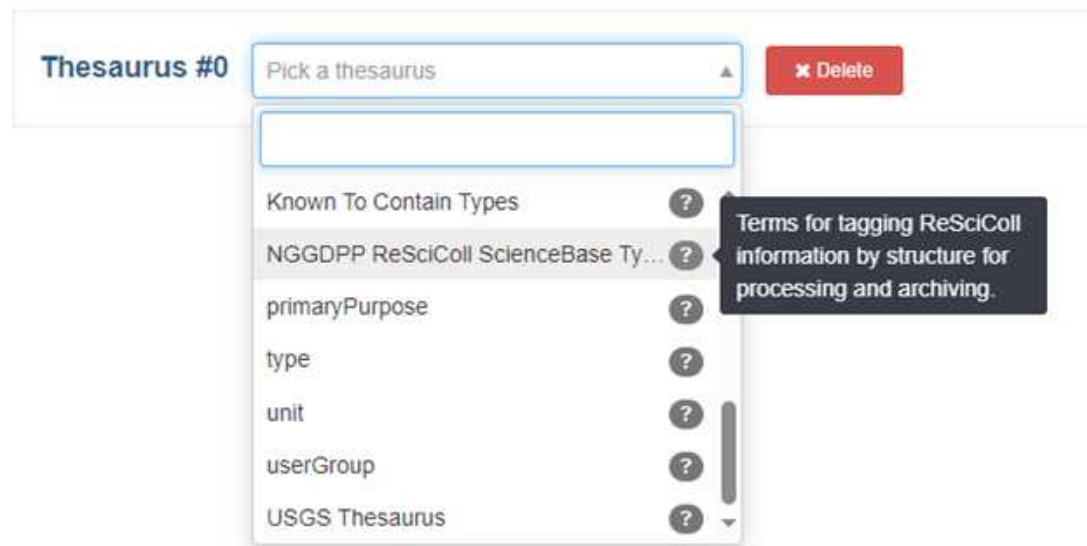 Thesaurus #0 Pick a thesaurus ▲ ✖ Delete
Known To Contain Types ?
NGGDPP ReSciColl ScienceBase Ty... ?
Terms for tagging ReSciColl
information by structure for
processing and archiving.
primaryPurpose ?
type ?
unit ?
userGroup ?
USGS Thesaurus ?